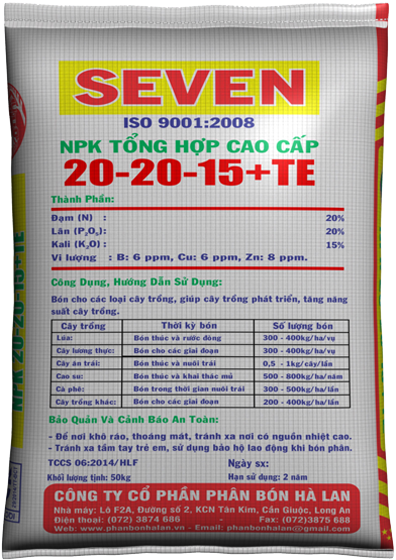 SEVEN
ISO 9001:2008
NPK TỔNG HỢP CAO CẤP
20-20-15+TE
Thành Phần:
Đạm (N) : 20%
Lân (P₂O₅): 20%
Kali (K₂O) : 15%
Vi lượng : B: 6 ppm, Cu: 6 ppm, Zn: 8 ppm.
Công Dụng, Hướng Dẫn Sử Dụng:
Bón cho các loại cây trồng, giúp cây trồng phát triển, tăng năng
suất cây trồng.
Cây trồng Thời kỳ bón Số lượng bón
Lúa: Bón thúc và rước đòng 300 - 400kg/ha/vụ
Cây lương thực: Bón cho các giai đoạn 300 - 400kg/ha/vụ
Cây ăn trái: Bón thúc và nuôi trái 0,5 - 1kg/cây/lần
Cao su: Bón thúc và khai thác mủ 500 - 800kg/ha/năm
Cà phê: Bón trong thời gian nuôi trái 300 - 500kg/ha/lần
Cây trồng khác: Bón cho các giai đoạn 200 - 400kg/ha/lần
Bảo Quản Và Cảnh Báo An Toàn:
- Để nơi khô ráo, thoáng mát, tránh xa nơi có nguồn nhiệt cao.
- Tránh xa tầm tay trẻ em, sử dụng bảo hộ lao động khi bón phân.
TCCS 06:2014/HLF Ngày sx:
Khối lượng tịnh: 50kg Hạn sử dụng: 2 năm
CÔNG TY CỔ PHẦN PHÂN BÓN HÀ LAN
Nhà máy: Lô F2A, Đường số 2, KCN Tân Kim, Cần Giuộc, Long An
Điện thoại: (072) 3874 686 - Fax: (072) 3875 688
Web: www.phanbonhalan.vn - Email: phanbonhalan@gmail.com
NPK 20-20-15+TE